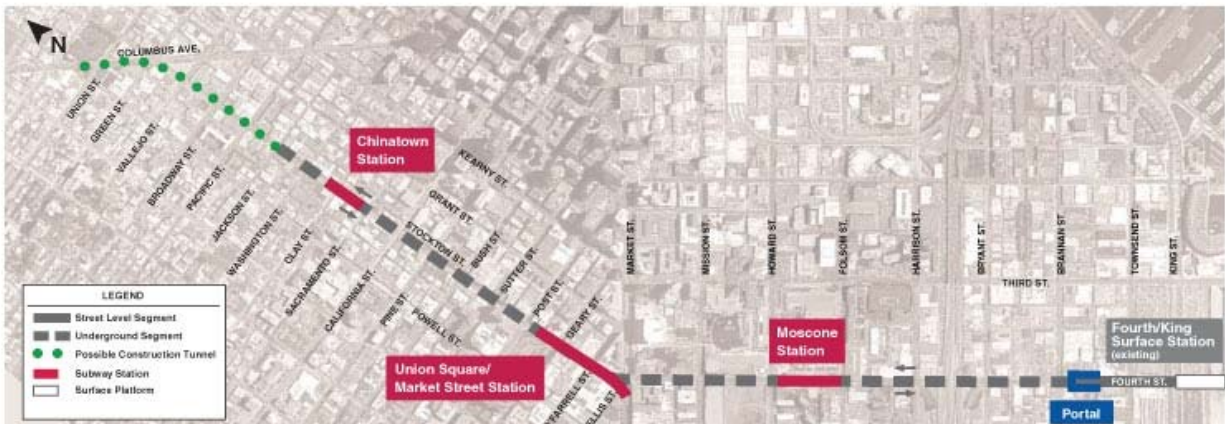 N
COLUMBUS AVE.
UNION ST.
GREEN ST.
VALLEJO ST.
BROADWAY ST.
PACIFIC ST.
JACKSON ST.
WASHINGTON ST.
CLAY ST.
SACRAMENTO ST.
CALIFORNIA ST.
PINE ST.
POWELL ST.
Chinatown
Station
KEARNY ST.
GRANT ST.
STOCKTON ST.
BUSH ST.
SUTTER ST.
POST ST.
GEARY ST.
O'FARRELL ST.
ELLIS ST.
Union Square/
Market Street Station
MARKET ST.
MISSION ST.
HOWARD ST.
FOLSOM ST.
HARRISON ST.
BRYANT ST.
BRANNAN ST.
TOWNSEND ST.
KING ST.
THIRD ST.
Moscone
Station
Fourth/King
Surface Station
(existing)
FOURTH ST.
Portal
LEGEND
Street Level Segment
Underground Segment
Possible Construction Tunnel
Subway Station
Surface Platform